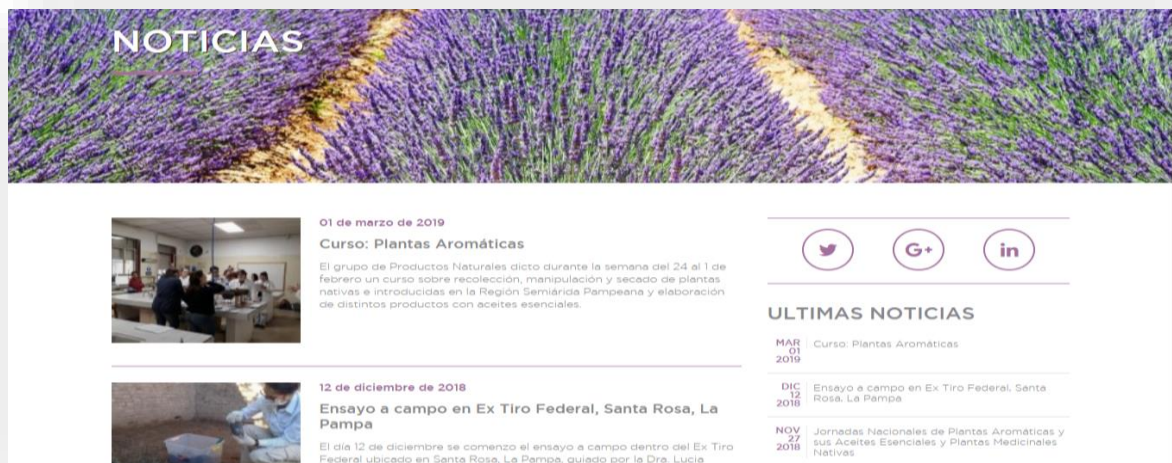 NOTICIAS
01 de marzo de 2019
Curso: Plantas Aromáticas
El grupo de Productos Naturales dicto durante la semana del 24 al 1 de
febrero un curso sobre recolección, manipulación y secado de plantas
nativas e introducidas en la Región Semiárida Pampeana y elaboración
de distintos productos con aceites esenciales.
12 de diciembre de 2018
Ensayo a campo en Ex Tiro Federal, Santa Rosa, La
Pampa
El día 12 de diciembre se comenzo el ensayo a campo dentro del Ex Tiro
Federal ubicado en Santa Rosa, La Pampa, guiado por la Dra. Lucia
G+
in
ULTIMAS NOTICIAS
MAR
01
2019
Curso: Plantas Aromáticas
DIC
12
2018
Ensayo a campo en Ex Tiro Federal, Santa
Rosa, La Pampa
NOV
27
2018
Jornadas Nacionales de Plantas Aromáticas y
sus Aceites Esenciales y Plantas Medicinales
Nativas